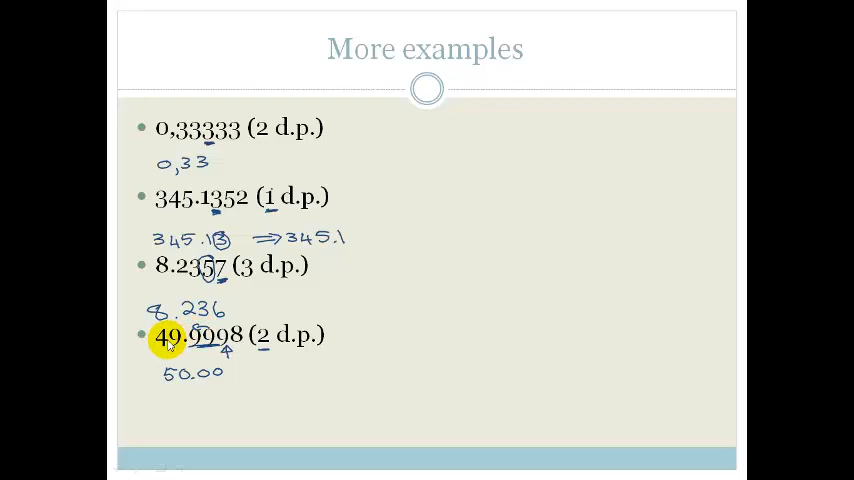 More examples
0,33333 (2 d.p.)
0,33
345.1352 (1 d.p.)
345.13 ⇒ 345.1
8.2357 (3 d.p.)
8.236
49.9998 (2 d.p.)
50.00